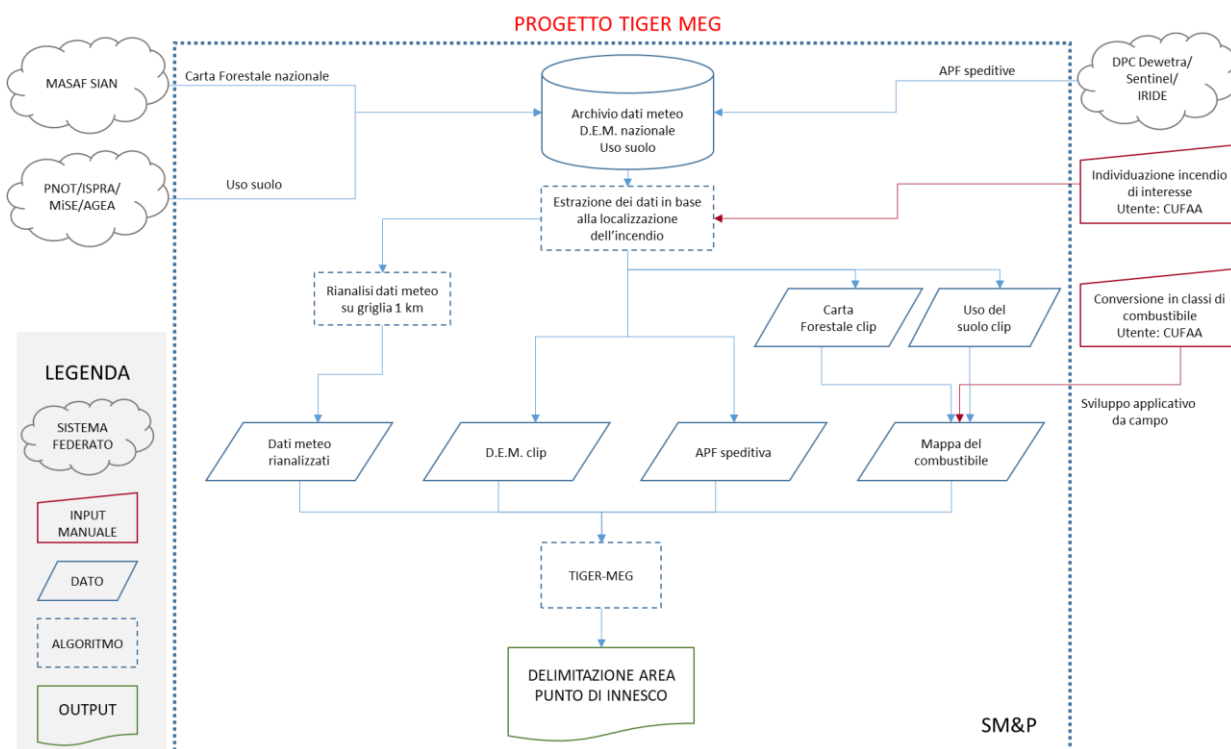 PROGETTO TIGER MEG
MASAF SIAN
Carta Forestale nazionale
Archivio dati meteo
D.E.M. nazionale
Uso suolo
APF speditive
DPC Dewetra/
Sentinel/
IRIDE
PNOT/ISPRA/
MiSE/AGEA
Uso suolo
Estrazione dei dati in base
alla localizzazione
dell'incendio
Individuazione incendio
di interesse
Utente: CUFAA
Rianalisi dati meteo
su griglia 1 km
Carta
Forestale clip
Uso del
suolo clip
Conversione in classi di
combustibile
Utente: CUFAA
Sviluppo applicativo
da campo
Dati meteo
rianalizzati
D.E.M. clip
APF speditiva
Mappa del
combustibile
TIGER-MEG
DELIMITAZIONE AREA
PUNTO DI INNESCO
SM&P
LEGENDA
SISTEMA
FEDERATO
INPUT
MANUALE
DATO
ALGORITMO
OUTPUT